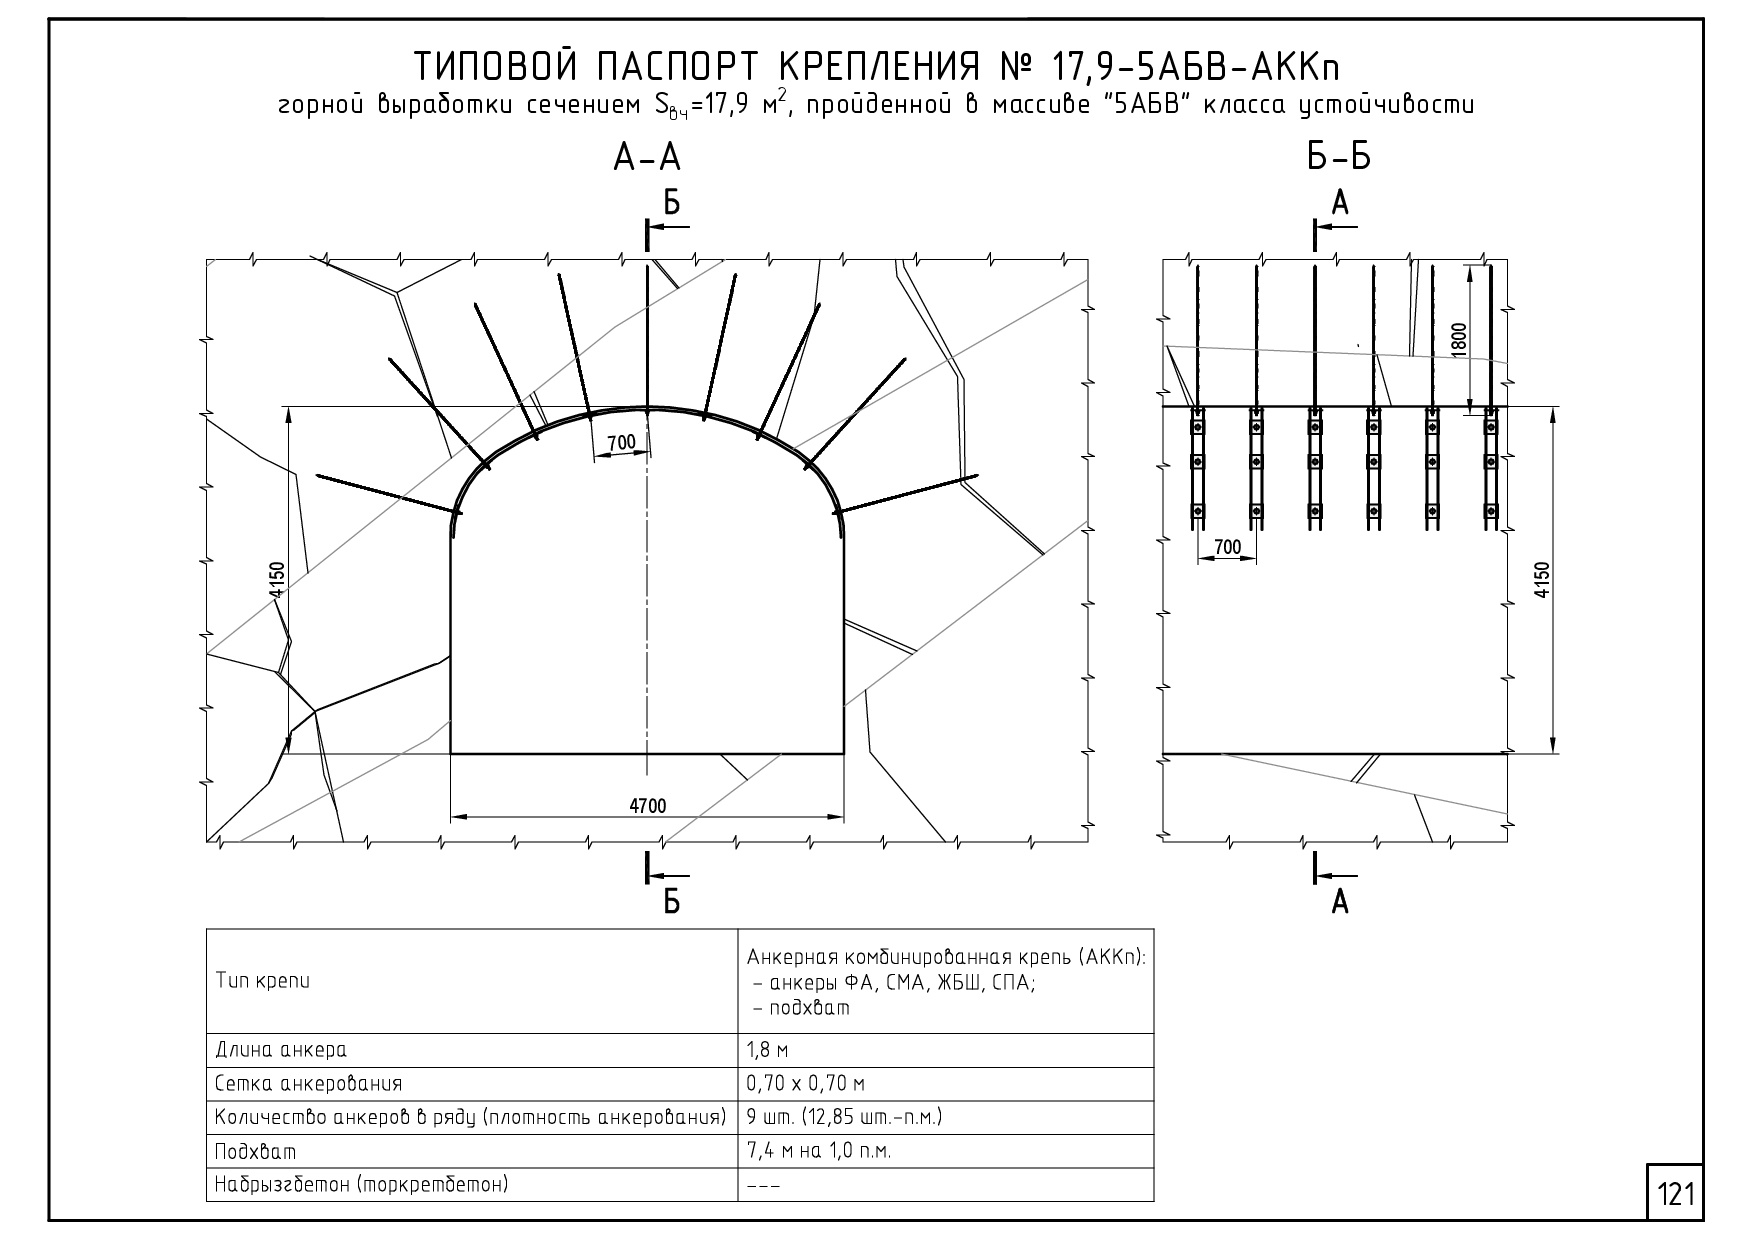 ТИПОВОЙ ПАСПОРТ КРЕПЛЕНИЯ № 17,9-5АБВ-АККп
горной выработки сечением Sвч=17,9 м², пройденной в массиве "5АБВ" класса устойчивости
А-А
Б-Б
Б
А
1800
700
700
4150
4150
4700
Б
А
Тип крепи
Анкерная комбинированная крепь (АККп):
- анкеры ФА, СМА, ЖБШ, СПА;
- подхват
Длина анкера 1,8 м
Сетка анкерования 0,70 х 0,70 м
Количество анкеров в ряду (плотность анкерования) 9 шт. (12,85 шт.-п.м.)
Подхват 7,4 м на 1,0 п.м.
Набрызгбетон (торкретбетон) ---
121